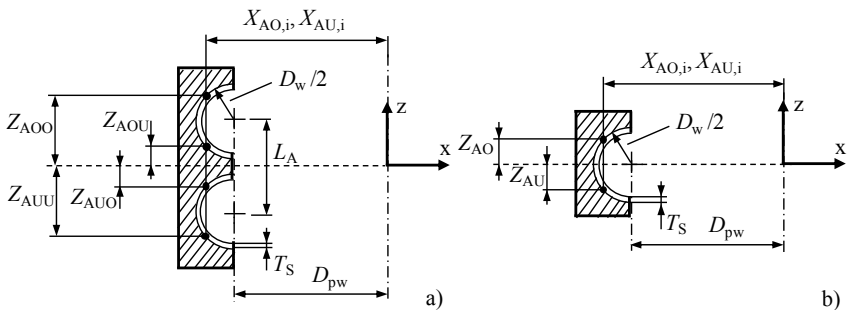 X_AO,i, X_AU,i
D_w/2
z
Z_AOO
Z_AOU
L_A
x
Z_AUU
Z_AUO
T_S
D_pw
a)
X_AO,i, X_AU,i
z
D_w/2
Z_AO
x
Z_AU
T_S
D_pw
b)